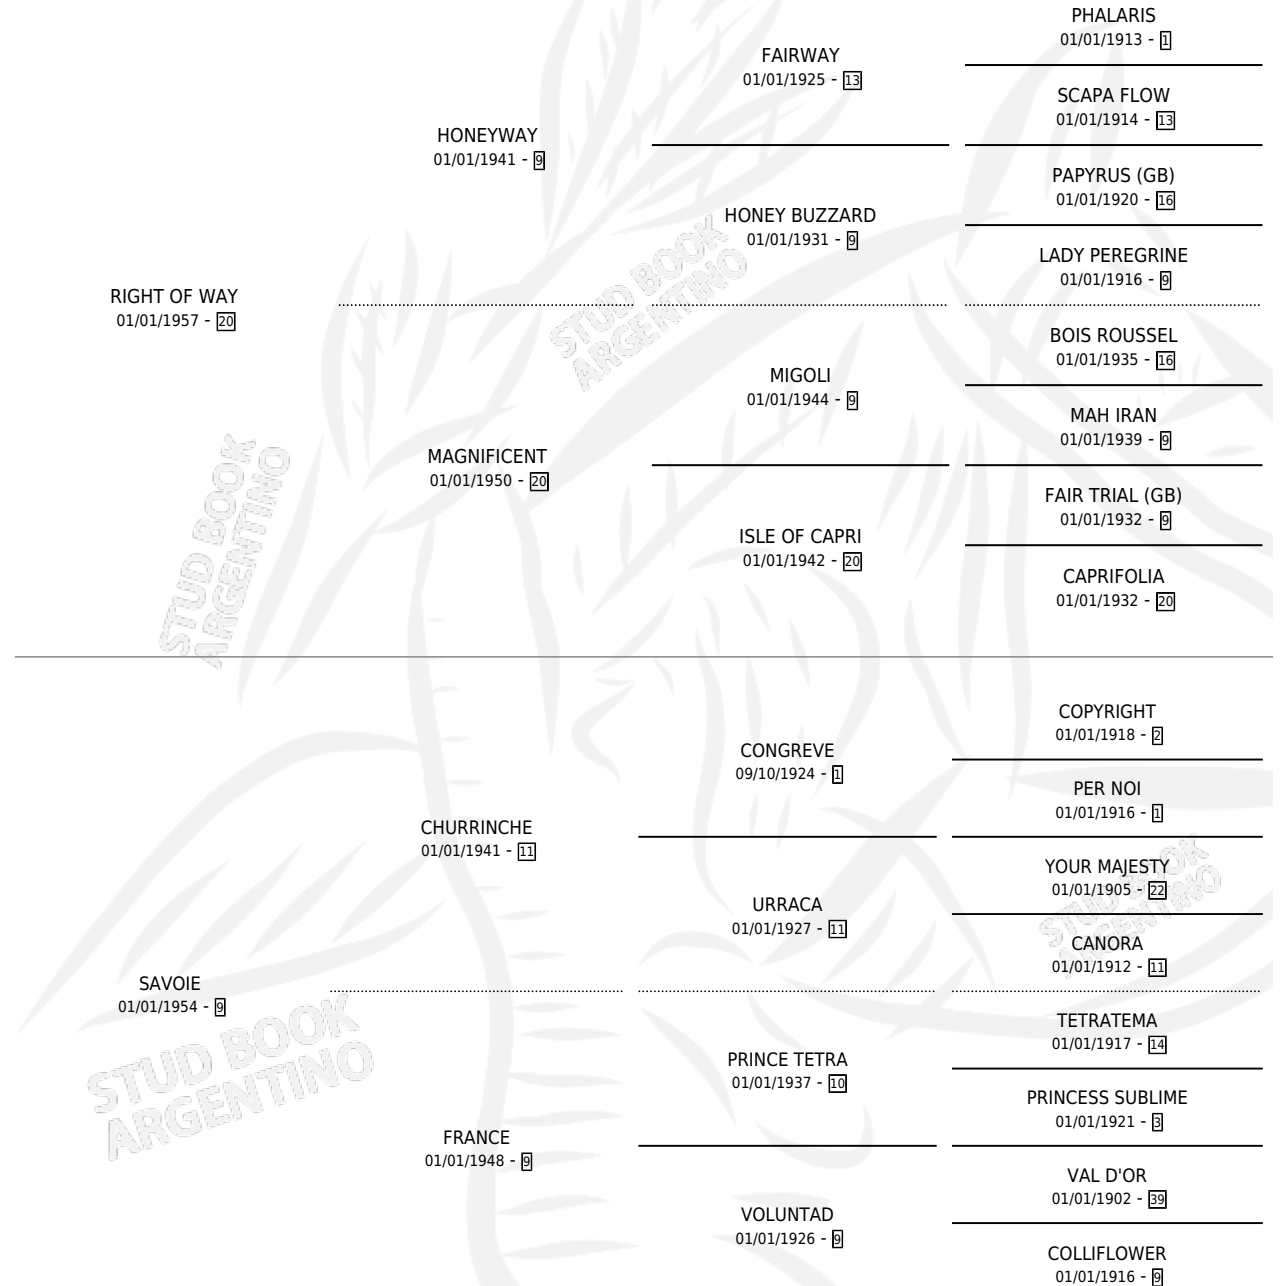 PHALARIS
01/01/1913 - 1
FAIRWAY
01/01/1925 - 13
SCAPA FLOW
01/01/1914 - 13
HONEYWAY
01/01/1941 - 9
PAPYRUS (GB)
01/01/1920 - 16
HONEY BUZZARD
01/01/1931 - 9
LADY PEREGRINE
01/01/1916 - 9
RIGHT OF WAY
01/01/1957 - 20
STUD BOOK
ARGENTINO
BOIS ROUSSEL
01/01/1935 - 16
MIGOLI
01/01/1944 - 9
MAH IRAN
01/01/1939 - 9
MAGNIFICENT
01/01/1950 - 20
FAIR TRIAL (GB)
01/01/1932 - 9
ISLE OF CAPRI
01/01/1942 - 20
CAPRIFOLIA
01/01/1932 - 20
STUD BOOK
ARGENTINO
COPYRIGHT
01/01/1918 - 2
CONGREVE
09/10/1924 - 1
PER NOI
01/01/1916 - 1
CHURRINCHE
01/01/1941 - 11
YOUR MAJESTY
01/01/1905 - 22
URRACA
01/01/1927 - 11
CANORA
01/01/1912 - 11
STUD BOOK
ARGENTINO
SAVOIE
01/01/1954 - 9
TETRATEMA
01/01/1917 - 14
PRINCE TETRA
01/01/1937 - 10
PRINCESS SUBLIME
01/01/1921 - 3
STUD BOOK
ARGENTINO
FRANCE
01/01/1948 - 9
VAL D'OR
01/01/1902 - 39
VOLUNTAD
01/01/1926 - 9
COLLIFLOWER
01/01/1916 - 9